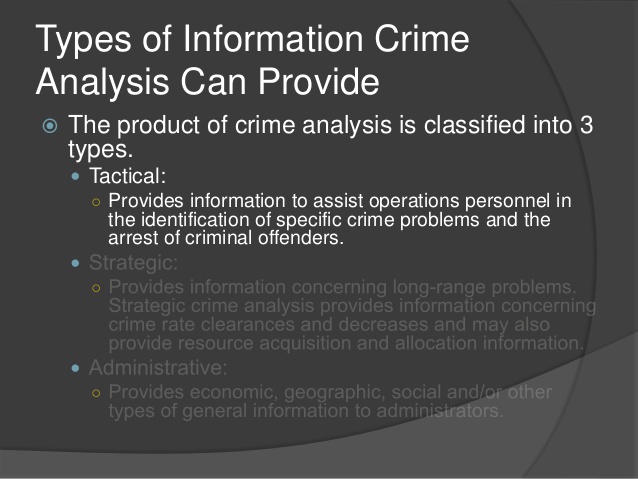 Types of Information Crime
Analysis Can Provide
The product of crime analysis is classified into 3
types.
Tactical:
Provides information to assist operations personnel in
the identification of specific crime problems and the
arrest of criminal offenders.
Strategic:
Provides information concerning long-range problems.
Strategic crime analysis provides information concerning
crime rate clearances and decreases and may also
provide resource acquisition and allocation information.
Administrative:
Provides economic, geographic, social and/or other
types of general information to administrators.